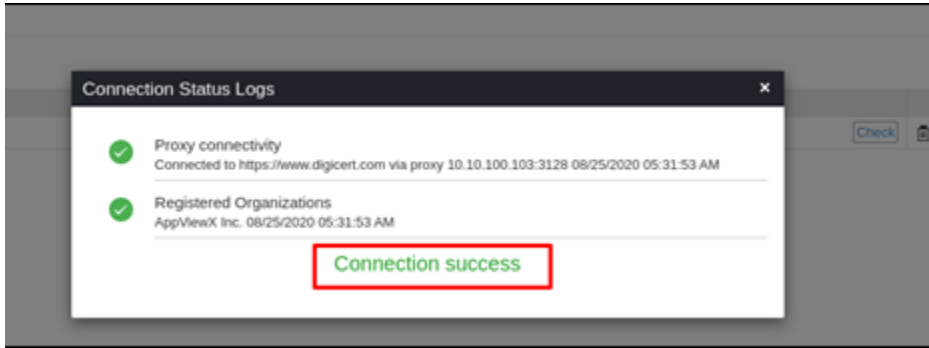 Connection Status Logs ×
Check
Proxy connectivity
Connected to https://www.digicert.com via proxy 10.10.100.103:3128 08/25/2020 05:31:53 AM
Registered Organizations
AppViewX Inc. 08/25/2020 05:31:53 AM
Connection success